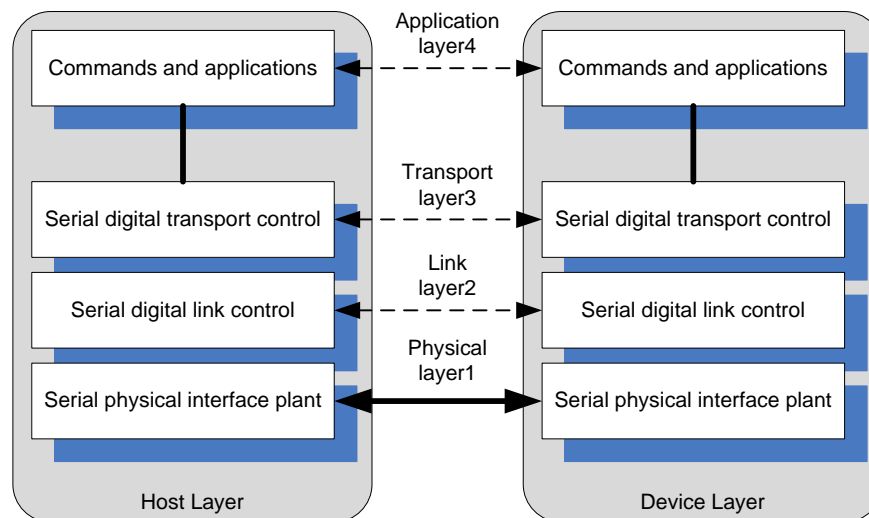 Application
layer4
Commands and applications
Commands and applications
Transport
layer3
Serial digital transport control
Serial digital transport control
Link
layer2
Serial digital link control
Serial digital link control
Physical
layer1
Serial physical interface plant
Serial physical interface plant
Host Layer
Device Layer